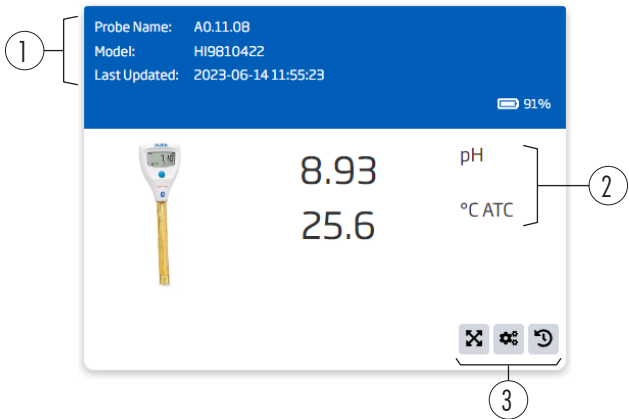 Probe Name: A0.11.08
Model: HI9810422
Last Updated: 2023-06-14 11:55:23
91%
1
8.93 pH
25.6 °C ATC
2
3